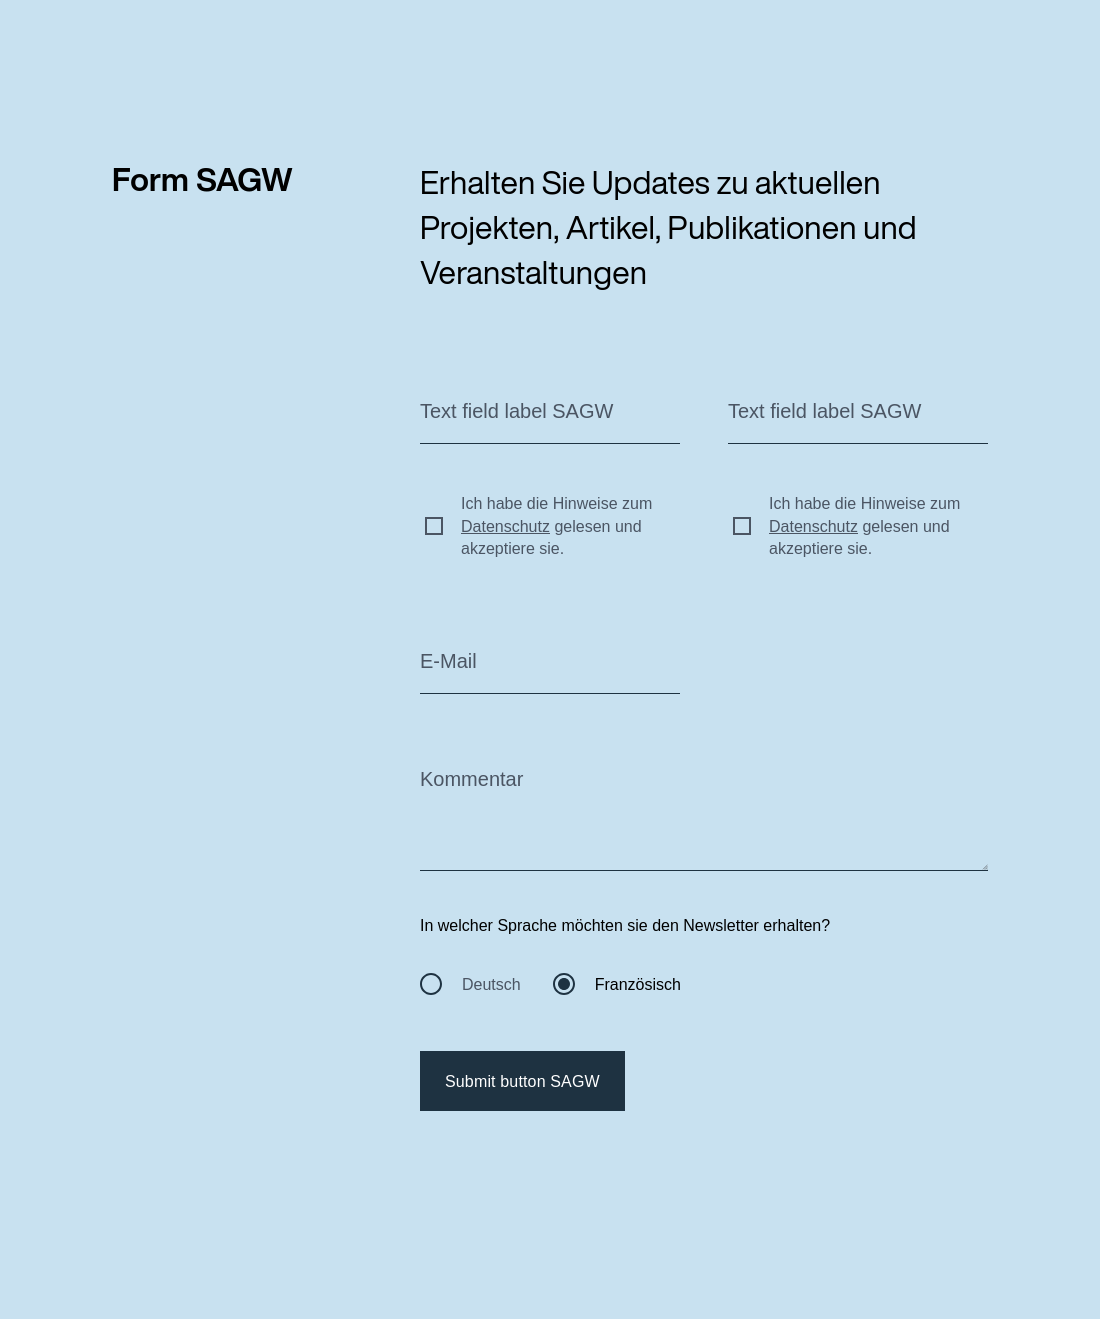 Form SAGW
Erhalten Sie Updates zu aktuellen
Projekten, Artikel, Publikationen und
Veranstaltungen
Text field label SAGW
Text field label SAGW
Ich habe die Hinweise zum
Datenschutz gelesen und
akzeptiere sie.
Ich habe die Hinweise zum
Datenschutz gelesen und
akzeptiere sie.
E-Mail
Kommentar
In welcher Sprache möchten sie den Newsletter erhalten?
Deutsch
Französisch
Submit button SAGW